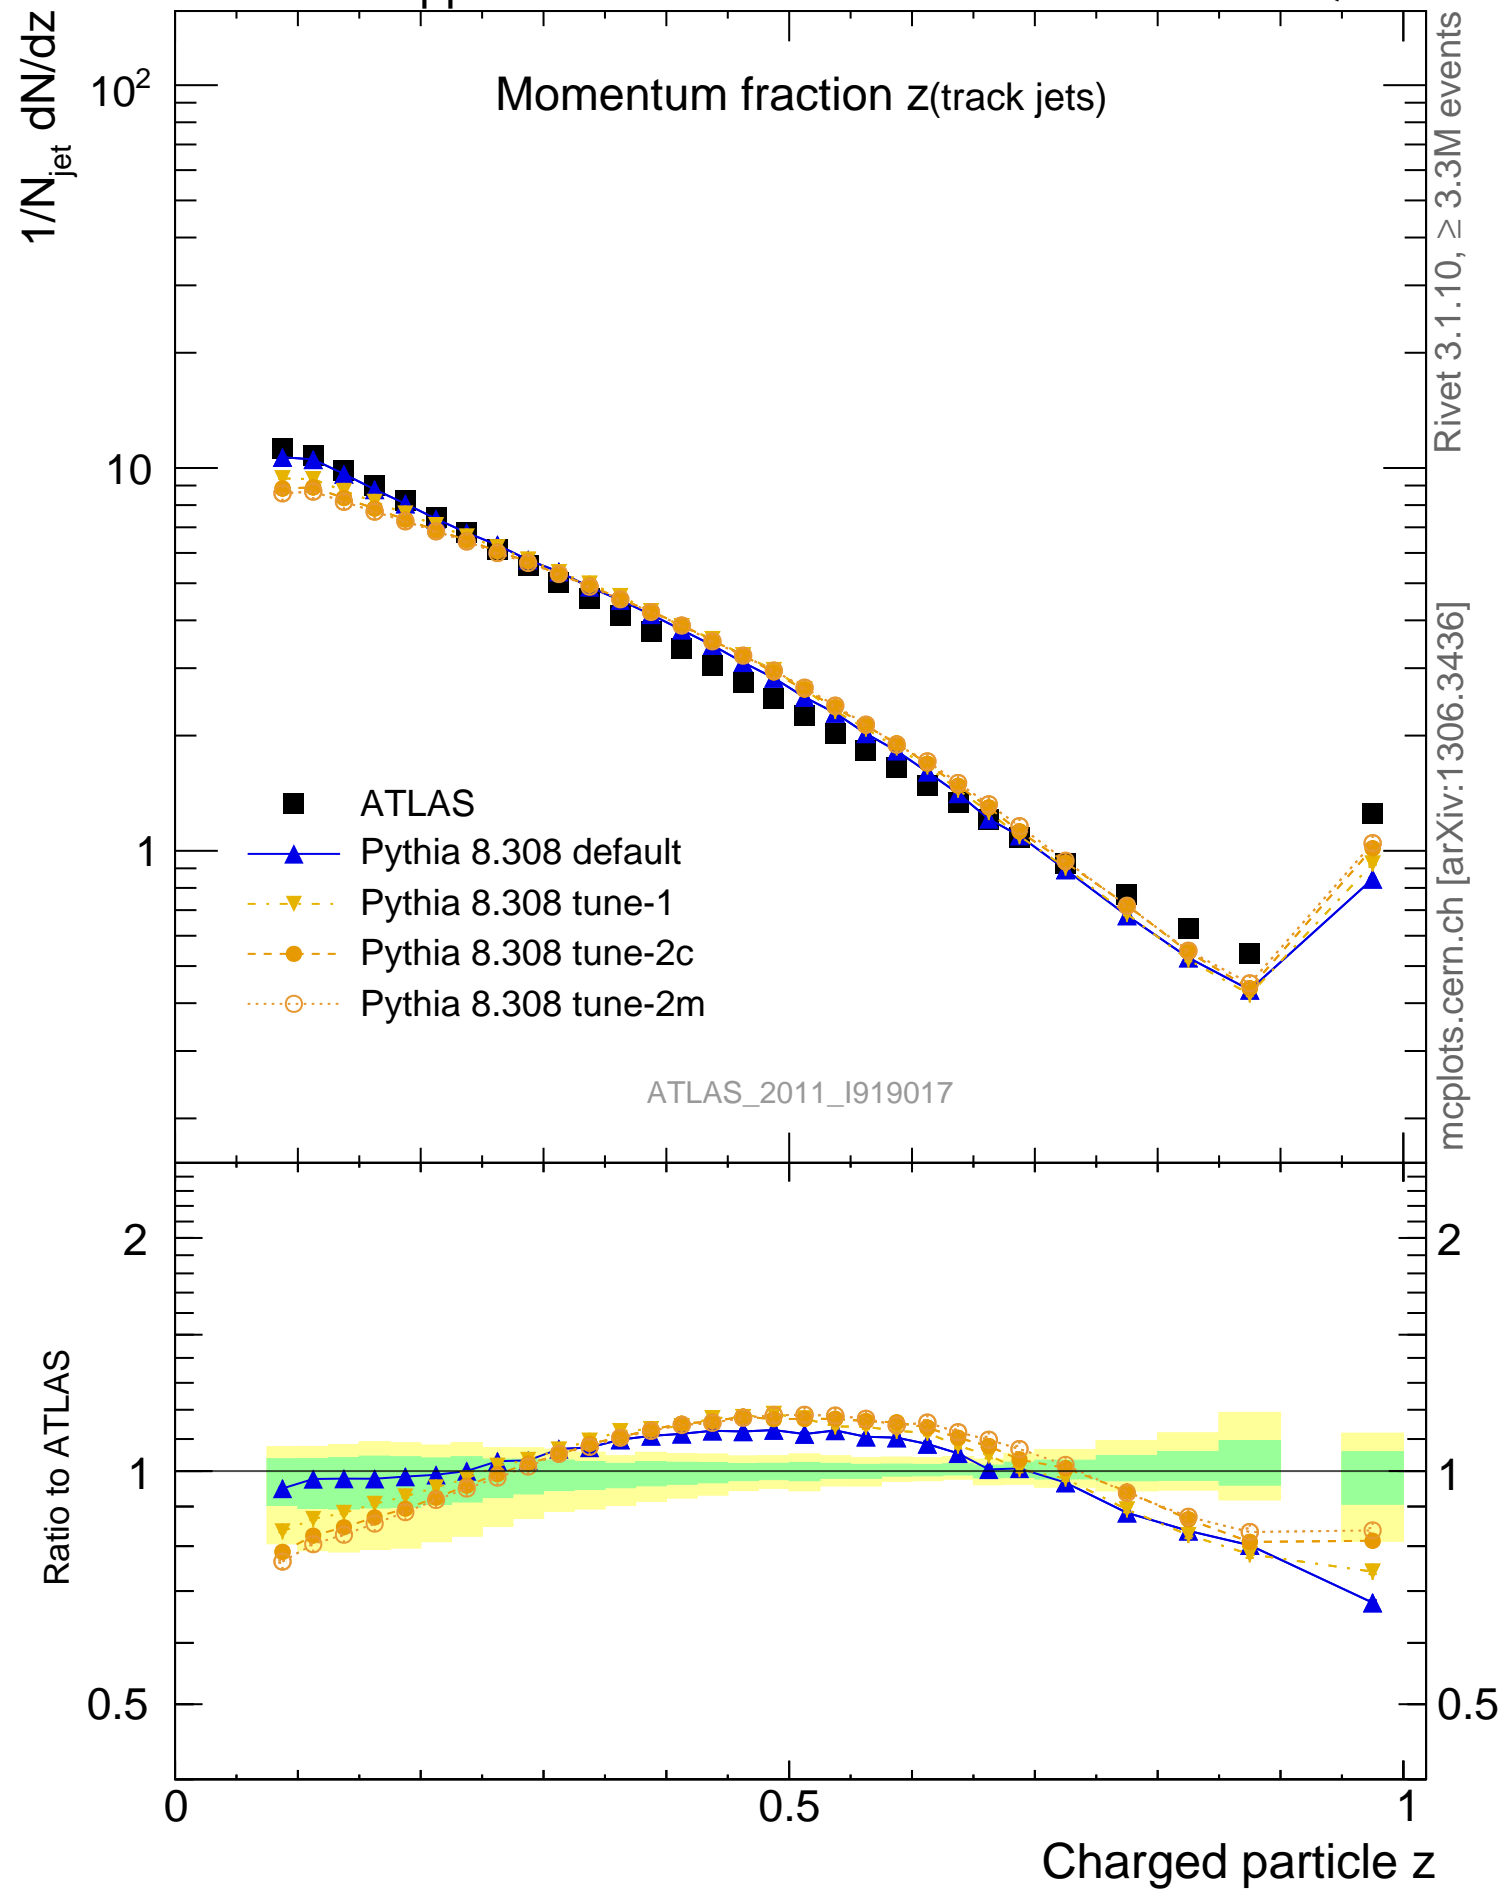 1/Njet dN/dz
Momentum fraction z(track jets)
10²
10
1
ATLAS
Pythia 8.308 default
Pythia 8.308 tune-1
Pythia 8.308 tune-2c
Pythia 8.308 tune-2m
ATLAS_2011_I919017
Rivet 3.1.10, ≥ 3.3M events
mcplots.cern.ch [arXiv:1306.3436]
Ratio to ATLAS
2
1
0.5
2
1
0.5
0
0.5
1
Charged particle z